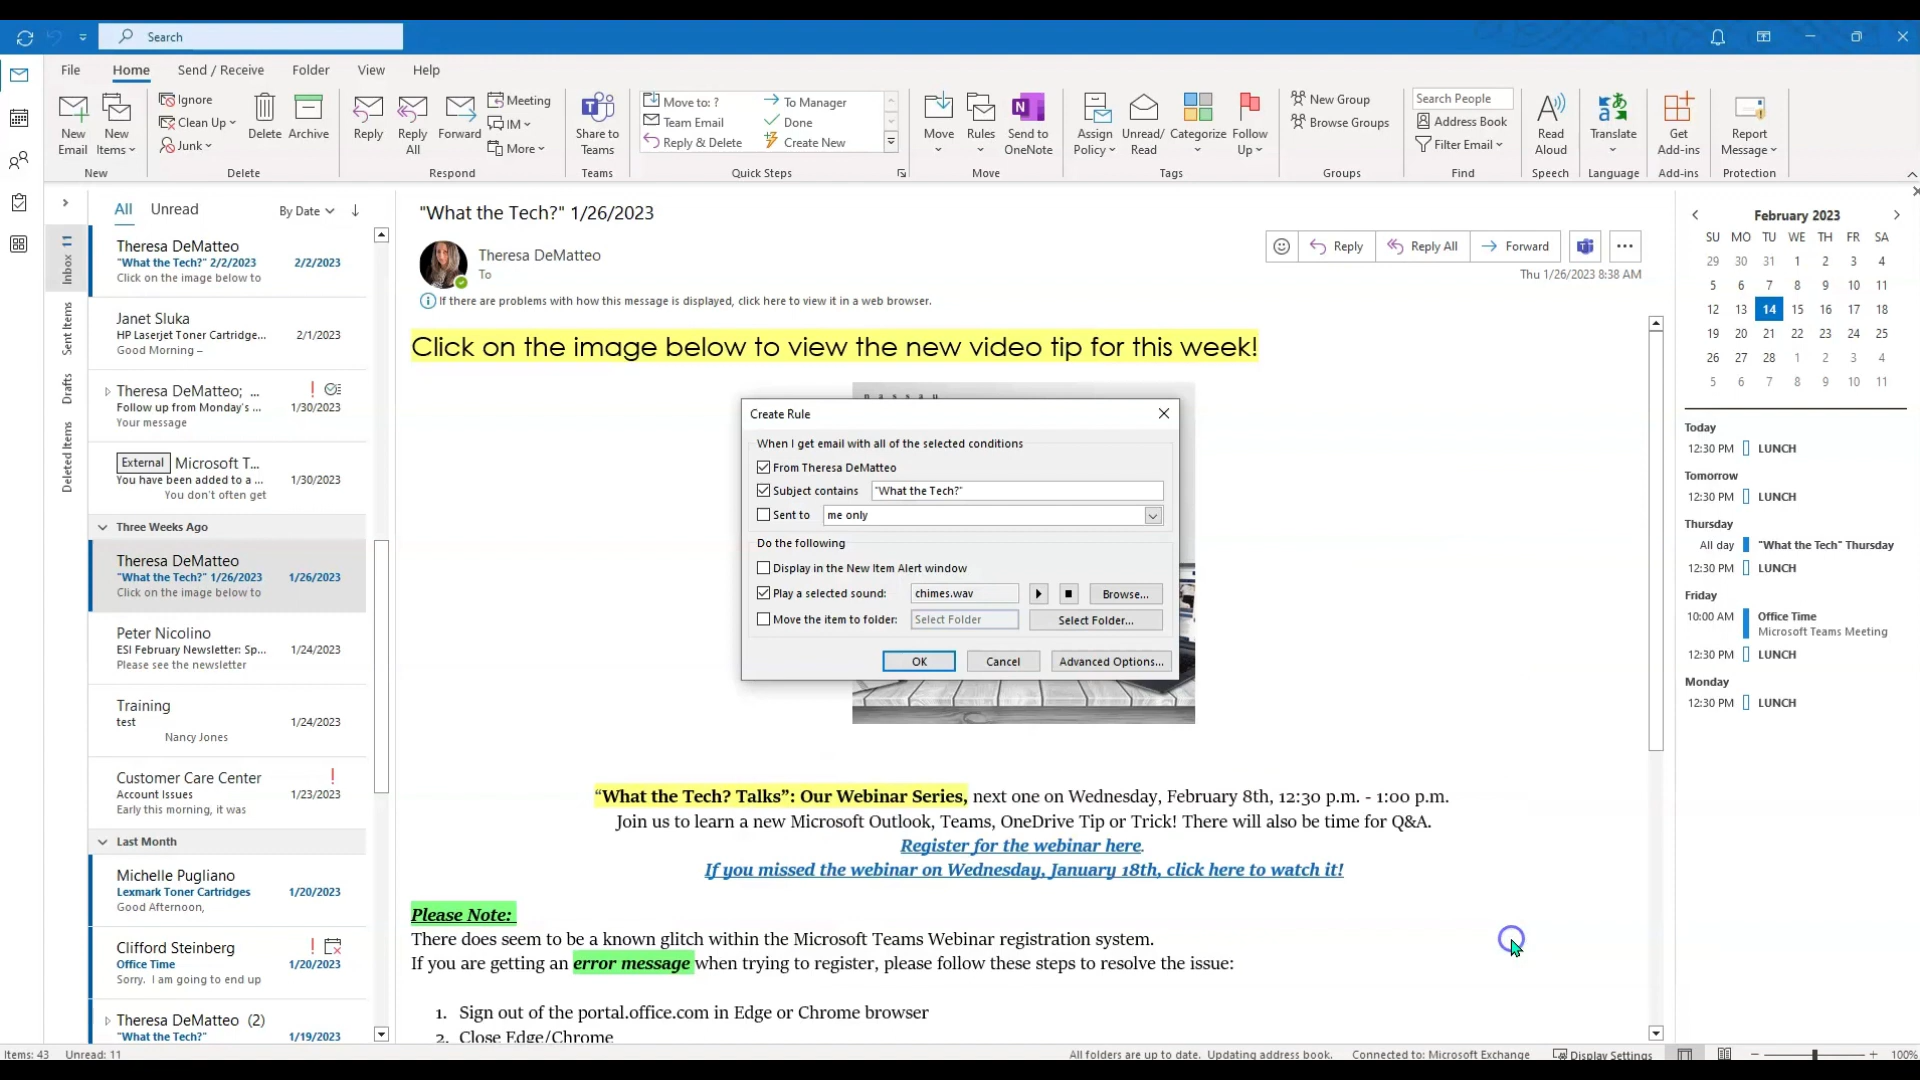 Search
File
Home
Send / Receive
Folder
View
Help
New
Email
New
Items
New
Ignore
Clean Up
Junk
Delete
Archive
Delete
Reply
Reply
All
Forward
Meeting
IM
More
Respond
Share to
Teams
Teams
Move to: ?
Team Email
Reply & Delete
To Manager
Done
Create New
Quick Steps
Move
Rules
Send to
OneNote
Move
Assign
Policy
Unread/
Read
Categorize
Follow
Up
Tags
New Group
Browse Groups
Groups
Search People
Address Book
Filter Email
Find
Read
Aloud
Speech
Translate
Language
Get
Add-ins
Add-ins
Report
Message
Protection
Inbox 11
Sent Items
Drafts
Deleted Items
All
Unread
By Date
Theresa DeMatteo
"What the Tech?" 2/2/2023 2/2/2023
Click on the image below to
Janet Sluka
HP Laserjet Toner Cartridge... 2/1/2023
Good Morning –
Theresa DeMatteo; ...
Follow up from Monday's ... 1/30/2023
Your message
External Microsoft T...
You have been added to a ... 1/30/2023
You don't often get
Three Weeks Ago
Theresa DeMatteo
"What the Tech?" 1/26/2023 1/26/2023
Click on the image below to
Peter Nicolino
ESI February Newsletter: Sp... 1/24/2023
Please see the newsletter
Training
test 1/24/2023
Nancy Jones
Customer Care Center
Account Issues 1/23/2023
Early this morning, it was
Last Month
Michelle Pugliano
Lexmark Toner Cartridges 1/20/2023
Good Afternoon,
Clifford Steinberg
Office Time 1/20/2023
Sorry. I am going to end up
Theresa DeMatteo (2)
"What the Tech?" 1/19/2023
"What the Tech?" 1/26/2023
Theresa DeMatteo
To
Reply
Reply All
Forward
Thu 1/26/2023 8:38 AM
If there are problems with how this message is displayed, click here to view it in a web browser.
Click on the image below to view the new video tip for this week!
Create Rule
When I get email with all of the selected conditions
From Theresa DeMatteo
Subject contains "What the Tech?"
Sent to me only
Do the following
Display in the New Item Alert window
Play a selected sound: chimes.wav Browse...
Move the item to folder: Select Folder Select Folder...
OK Cancel Advanced Options...
“What the Tech? Talks”: Our Webinar Series, next one on Wednesday, February 8th, 12:30 p.m. - 1:00 p.m.
Join us to learn a new Microsoft Outlook, Teams, OneDrive Tip or Trick! There will also be time for Q&A.
Register for the webinar here.
If you missed the webinar on Wednesday, January 18th, click here to watch it!
Please Note:
There does seem to be a known glitch within the Microsoft Teams Webinar registration system.
If you are getting an error message when trying to register, please follow these steps to resolve the issue:
1. Sign out of the portal.office.com in Edge or Chrome browser
2. Close Edge/Chrome
February 2023
SU MO TU WE TH FR SA
29 30 31 1 2 3 4
5 6 7 8 9 10 11
12 13 14 15 16 17 18
19 20 21 22 23 24 25
26 27 28 1 2 3 4
5 6 7 8 9 10 11
Today
12:30 PM LUNCH
Tomorrow
12:30 PM LUNCH
Thursday
All day "What the Tech" Thursday
12:30 PM LUNCH
Friday
10:00 AM Office Time
Microsoft Teams Meeting
12:30 PM LUNCH
Monday
12:30 PM LUNCH
Items: 43 Unread: 11
All folders are up to date. Updating address book. Connected to: Microsoft Exchange Display Settings 100%